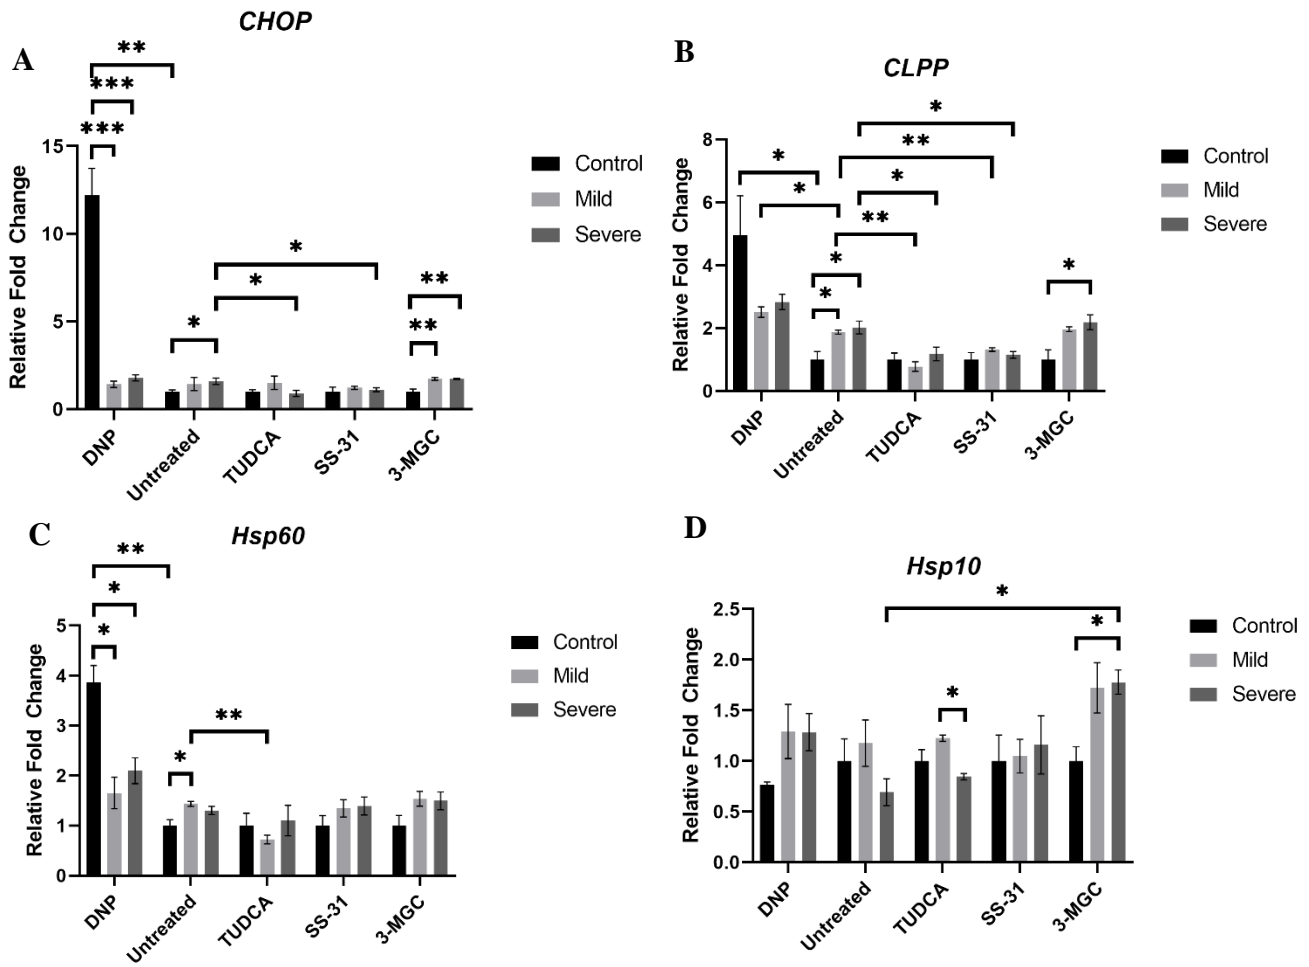 A
CHOP
**
***
***
15
10
5
0
Relative Fold Change
*
*
*
**
**
DNP
Untreated
TUDCA
SS-31
3-MGC
Control
Mild
Severe
B
CLPP
*
**
*
*
*
**
*
*
*
8
6
4
2
0
Relative Fold Change
DNP
Untreated
TUDCA
SS-31
3-MGC
Control
Mild
Severe
C
Hsp60
**
*
*
**
*
5
4
3
2
1
0
Relative Fold Change
DNP
Untreated
TUDCA
SS-31
3-MGC
Control
Mild
Severe
D
Hsp10
*
*
*
2.5
2.0
1.5
1.0
0.5
0.0
Relative Fold Change
DNP
Untreated
TUDCA
SS-31
3-MGC
Control
Mild
Severe